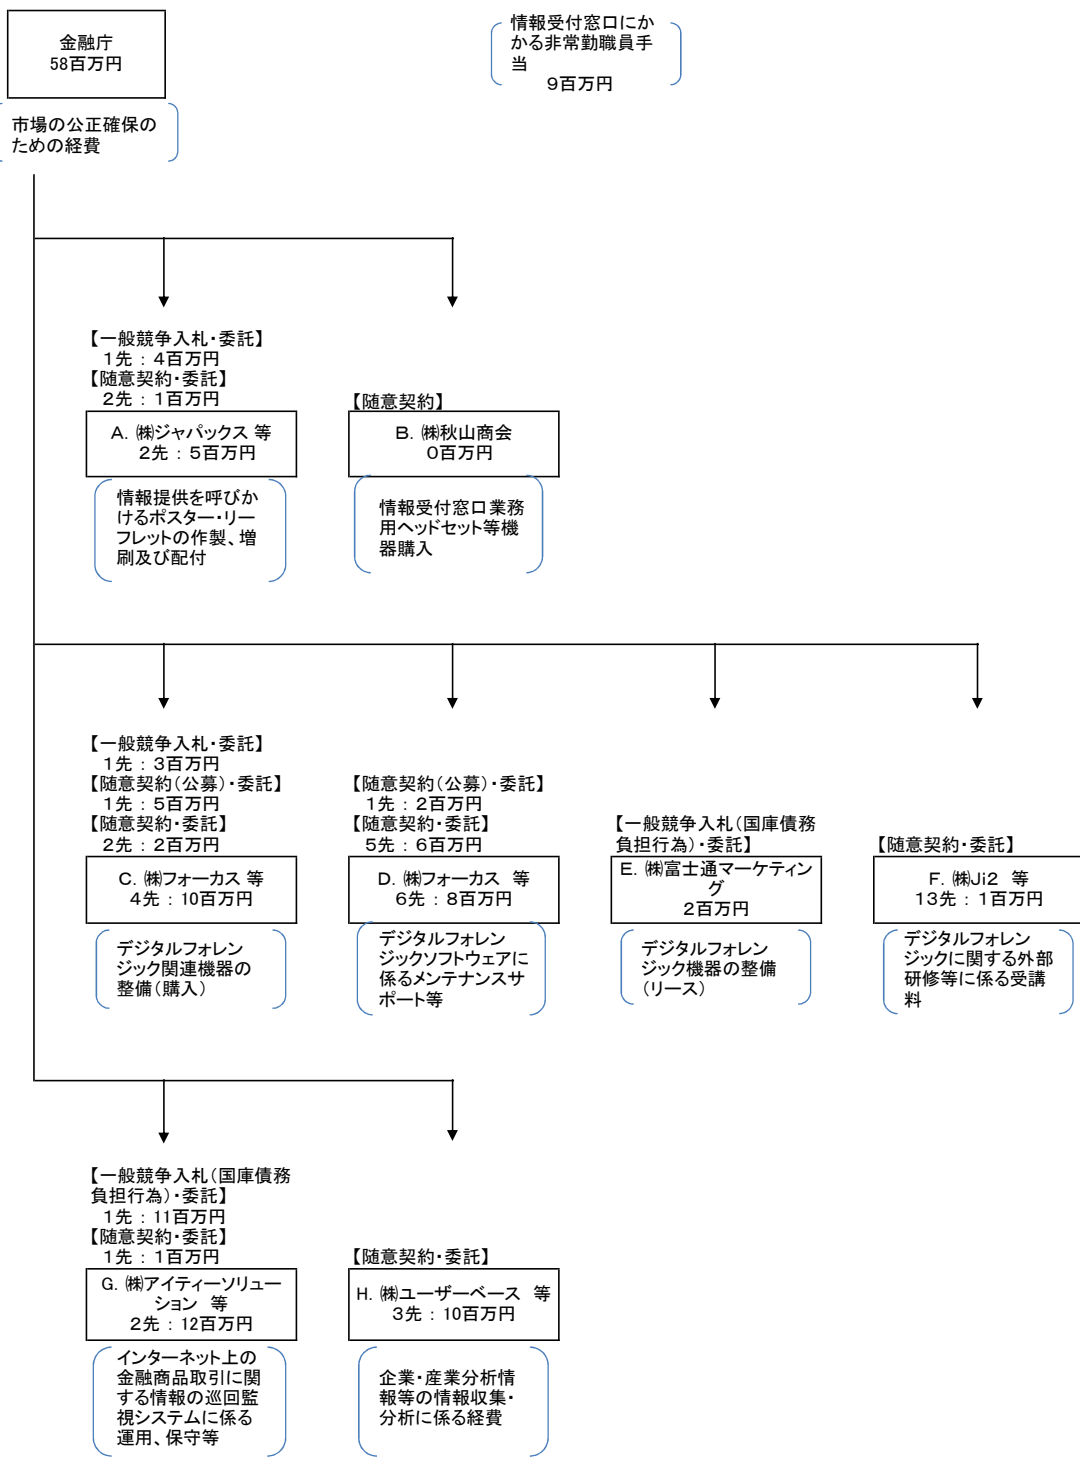 金融庁
58百万円
情報受付窓口にか
かる非常勤職員手
当
9百万円
市場の公正確保の
ための経費
【一般競争入札・委託】
1先：4百万円
【随意契約・委託】
2先：1百万円
A. ㈱ジャパックス 等
2先：5百万円
情報提供を呼びか
けるポスター・リー
フレットの作製、増
刷及び配付
【随意契約】
B. ㈱秋山商会
0百万円
情報受付窓口業務
用ヘッドセット等機
器購入
【一般競争入札・委託】
1先：3百万円
【随意契約（公募）・委託】
1先：5百万円
【随意契約・委託】
2先：2百万円
C. ㈱フォーカス 等
4先：10百万円
デジタルフォレン
ジック関連機器の
整備（購入）
【随意契約（公募）・委託】
1先：2百万円
【随意契約・委託】
5先：6百万円
D. ㈱フォーカス　等
6先：8百万円
デジタルフォレン
ジックソフトウェアに
係るメンテナンスサ
ポート等
【一般競争入札（国庫債務
負担行為）・委託】
E. ㈱富士通マーケティン
グ
2百万円
デジタルフォレン
ジック機器の整備
（リース）
【随意契約・委託】
F. ㈱Ji2　等
13先：1百万円
デジタルフォレン
ジックに関する外部
研修等に係る受講
料
【一般競争入札（国庫債務
負担行為）・委託】
1先：11百万円
【随意契約・委託】
1先：1百万円
G. ㈱アイティーソリュー
ション　等
2先：12百万円
インターネット上の
金融商品取引に関
する情報の巡回監
視システムに係る
運用、保守等
【随意契約・委託】
H. ㈱ユーザーベース　等
3先：10百万円
企業・産業分析情
報等の情報収集・
分析に係る経費